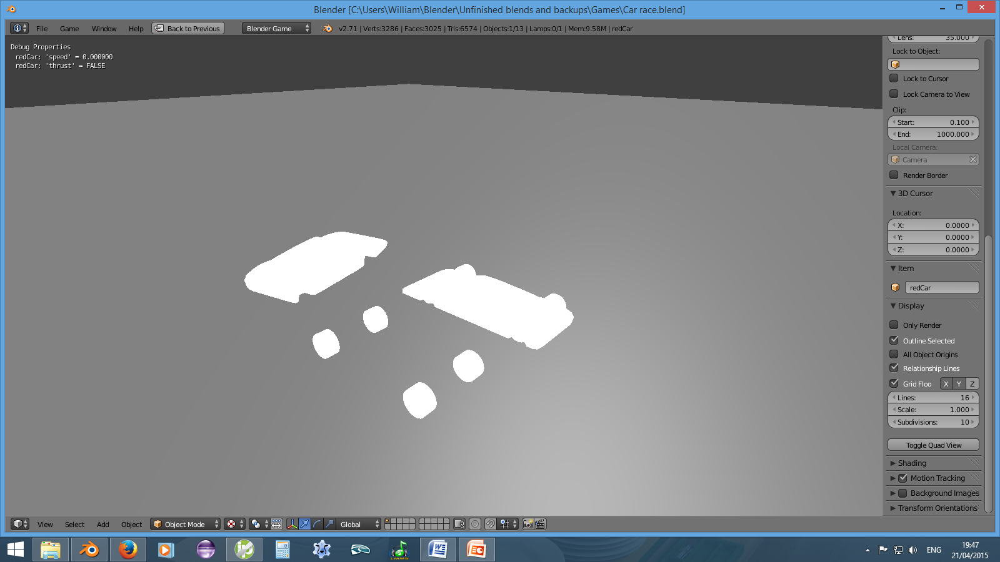 Blender [C:\Users\William\Blender\Unfinished blends and backups\Games\Car race.blend]
File Game Window Help Back to Previous Blender Game v2.71 | Verts:3286 | Faces:3025 | Tris:6574 | Objects:1/13 | Lamps:0/1 | Mem:9.58M | redCar
Debug Properties
redCar: 'speed' = 0.000000
redCar: 'thrust' = FALSE
Lens: 35.000
Lock to Object:
Lock to Cursor
Lock Camera to View
Clip:
Start: 0.100
End: 1000.000
Local Camera:
Camera
Render Border
3D Cursor
Location:
X: 0.0000
Y: 0.0000
Z: 0.0000
Item
redCar
Display
Only Render
Outline Selected
All Object Origins
Relationship Lines
Grid Floo X Y Z
Lines: 16
Scale: 1.000
Subdivisions: 10
Toggle Quad View
Shading
Motion Tracking
Background Images
Transform Orientations
View Select Add Object Object Mode Global
LMMS
ENG
19:47
21/04/2015